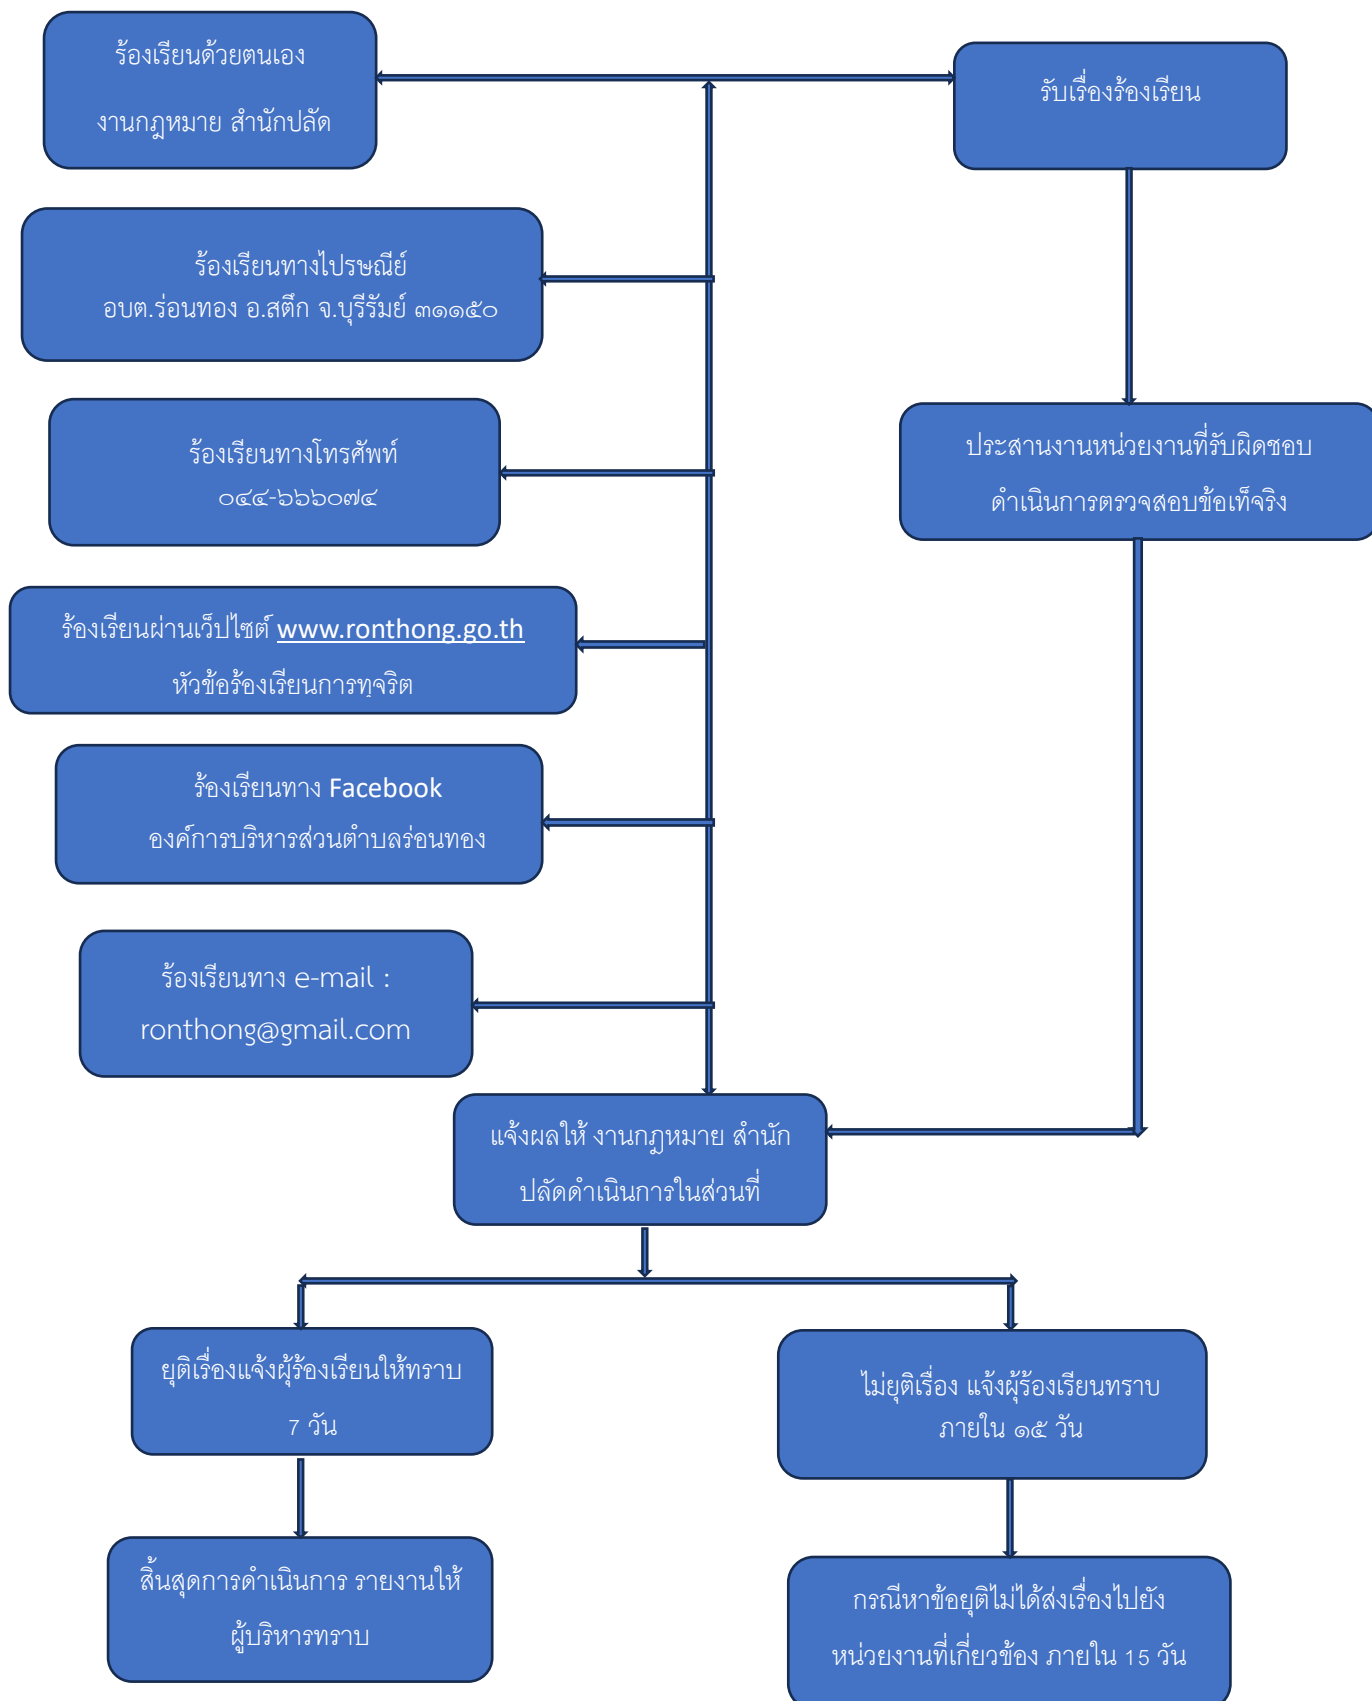 ร้องเรียนด้วยตนเอง
งานกฎหมาย สำนักปลัด
รับเรื่องร้องเรียน
ร้องเรียนทางไปรษณีย์
อบต.ร่อนทอง อ.สตึก จ.บุรีรัมย์ ๓๑๑๕๐
ร้องเรียนทางโทรศัพท์
๐๔๔-๖๖๖๐๗๔
ประสานงานหน่วยงานที่รับผิดชอบ
ดำเนินการตรวจสอบข้อเท็จจริง
ร้องเรียนผ่านเว็ปไซต์ www.ronthong.go.th
หัวข้อร้องเรียนการทุจริต
ร้องเรียนทาง Facebook
องค์การบริหารส่วนตำบลร่อนทอง
ร้องเรียนทาง e-mail :
ronthong@gmail.com
แจ้งผลให้ งานกฎหมาย สำนัก
ปลัดดำเนินการในส่วนที่
ยุติเรื่องแจ้งผู้ร้องเรียนให้ทราบ
7 วัน
ไม่ยุติเรื่อง แจ้งผู้ร้องเรียนทราบ
ภายใน ๑๕ วัน
สิ้นสุดการดำเนินการ รายงานให้
ผู้บริหารทราบ
กรณีหาข้อยุติไม่ได้ส่งเรื่องไปยัง
หน่วยงานที่เกี่ยวข้อง ภายใน 15 วัน